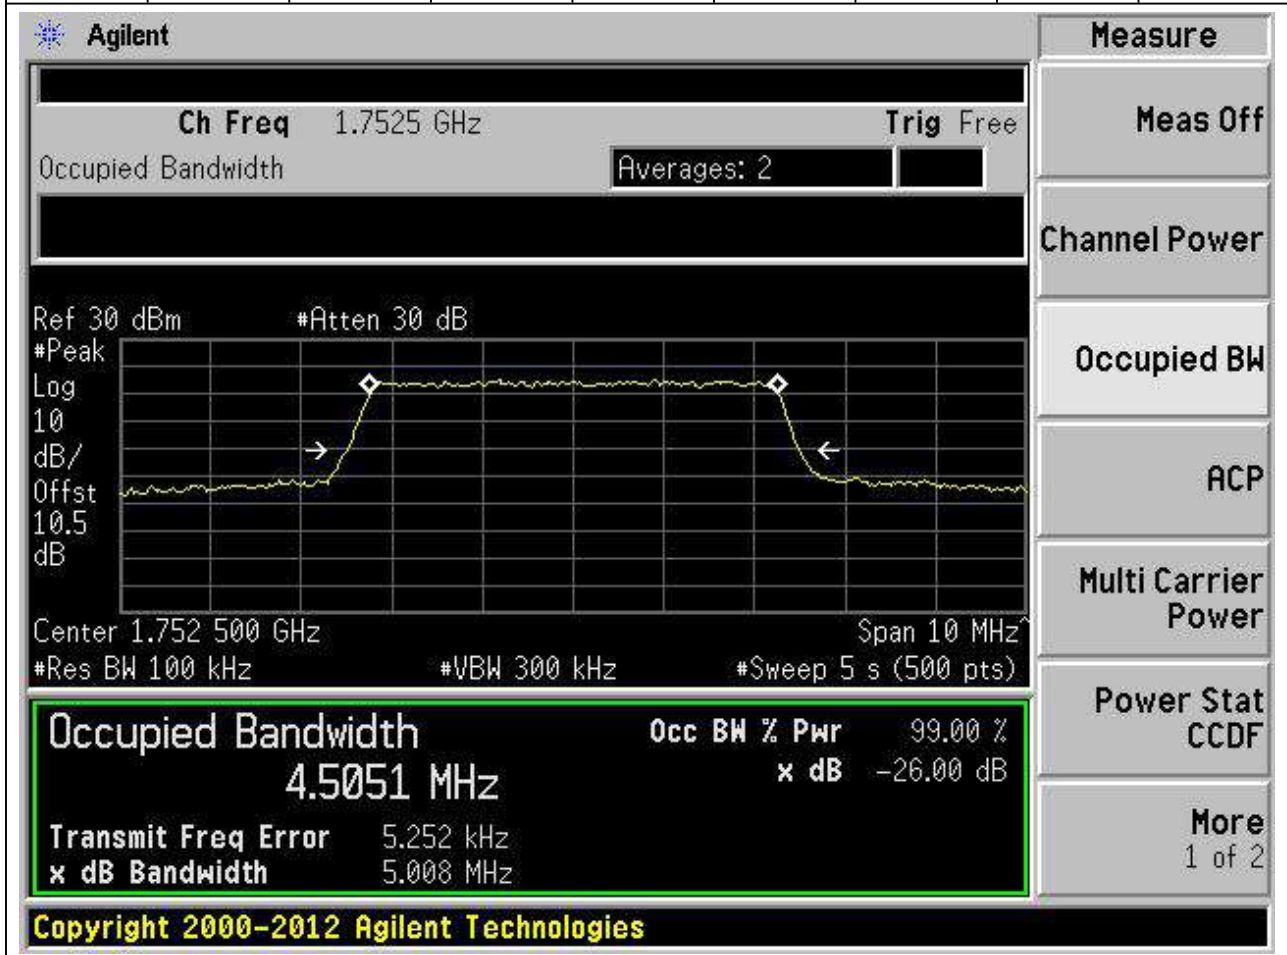 Agilent
Measure
Ch Freq 1.7525 GHz Trig Free
Meas Off
Occupied Bandwidth Averages: 2
Channel Power
Ref 30 dBm #Atten 30 dB
#Peak
Log
10
dB/
Offst
10.5
dB
Occupied BW
ACP
Center 1.752 500 GHz Span 10 MHz^
#Res BW 100 kHz #VBW 300 kHz #Sweep 5 s (500 pts)
Multi Carrier
Power
Occupied Bandwidth Occ BW % Pwr 99.00 %
4.5051 MHz x dB -26.00 dB
Transmit Freq Error 5.252 kHz
x dB Bandwidth 5.008 MHz
Power Stat
CCDF
More
1 of 2
Copyright 2000-2012 Agilent Technologies